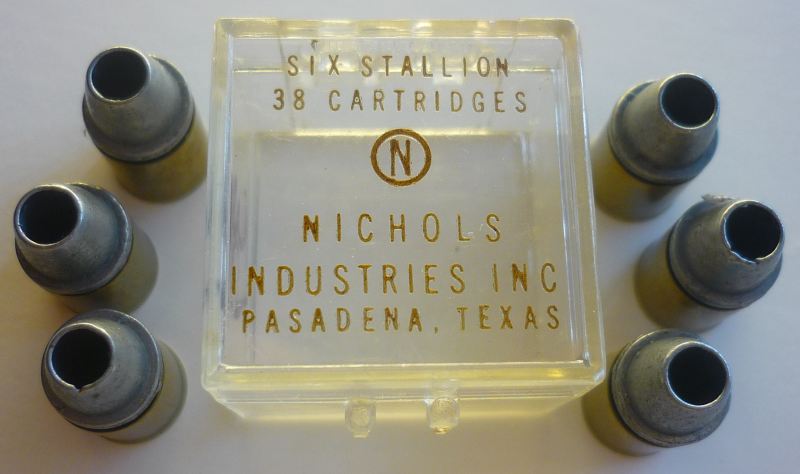 SIX STALLION
38 CARTRIDGES
N
NICHOLS
INDUSTRIES INC
PASADENA, TEXAS